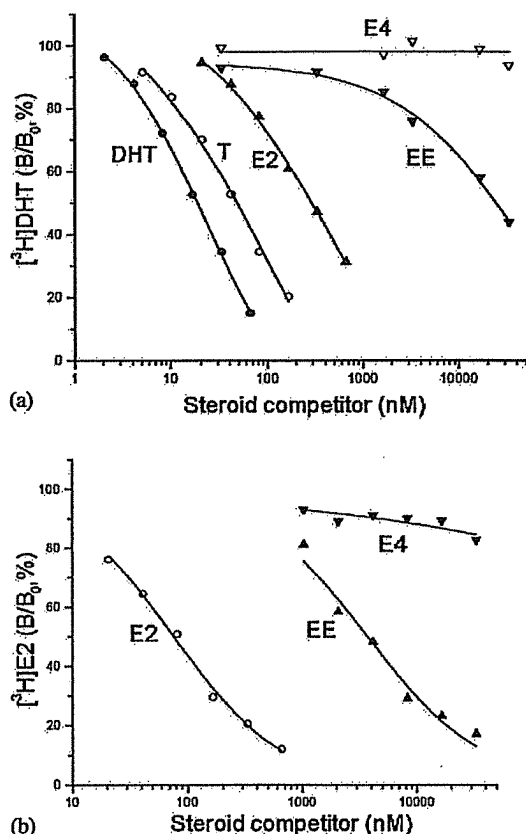 100
80
60
40
20
0
1
10
100
1000
10000
[³H]DHT (B/B₀, %)
E4
DHT
T
E2
EE
Steroid competitor (nM)
(a)
100
80
60
40
20
0
10
100
1000
10000
[³H]E2 (B/B₀, %)
E4
E2
EE
Steroid competitor (nM)
(b)